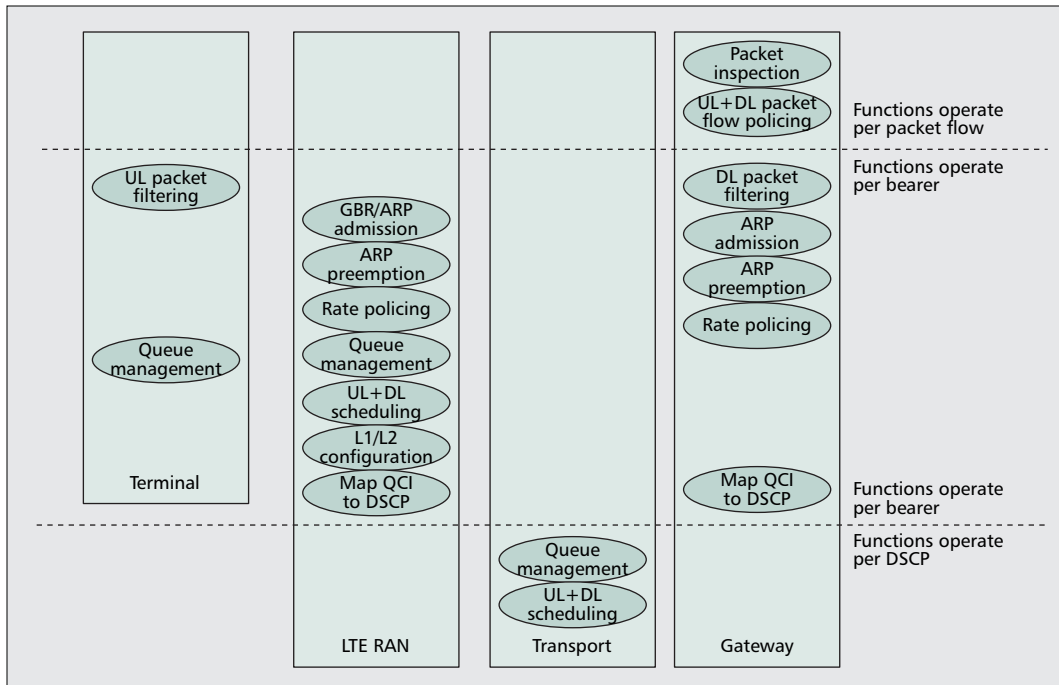 Packet
inspection
UL+DL packet
flow policing
Functions operate
per packet flow
UL packet
filtering
DL packet
filtering
Functions operate
per bearer
GBR/ARP
admission
ARP
admission
ARP
preemption
ARP
preemption
Rate policing
Rate policing
Queue
management
Queue
management
UL+DL
scheduling
L1/L2
configuration
Terminal
Map QCI
to DSCP
Map QCI
to DSCP
Functions operate
per bearer
Functions operate
per DSCP
Queue
management
UL+DL
scheduling
LTE RAN
Transport
Gateway